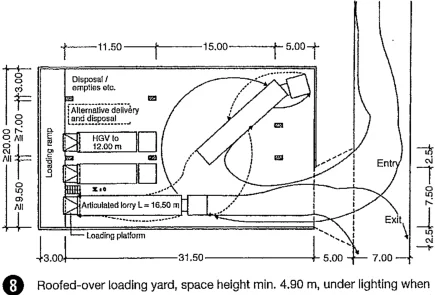 11.50 15.00 5.00
Disposal /
empties etc.
Alternative delivery
and disposal
HGV to
12.00 m
Loading ramp
3.00
≧7.00
≧20.00
≧9.50
Articulated lorry L = 16.50 m
Loading platform
Entry
Exit
2.5
7.50
2.5
3.00 31.50 5.00 7.00
8 Roofed-over loading yard, space height min. 4.90 m, under lighting when